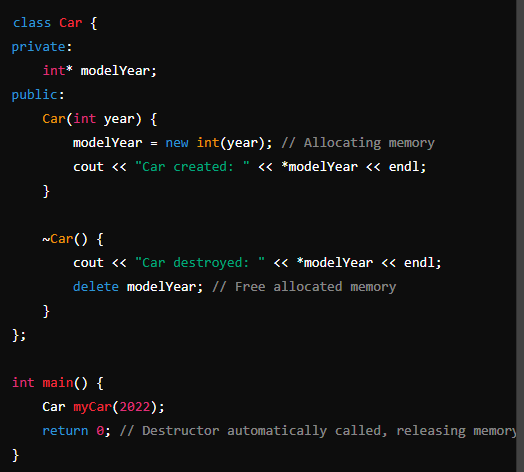 class Car {
private:
    int* modelYear;
public:
    Car(int year) {
        modelYear = new int(year); // Allocating memory
        cout << "Car created: " << *modelYear << endl;
    }
    ~Car() {
        cout << "Car destroyed: " << *modelYear << endl;
        delete modelYear; // Free allocated memory
    }
};
int main() {
    Car myCar(2022);
    return 0; // Destructor automatically called, releasing memory
}